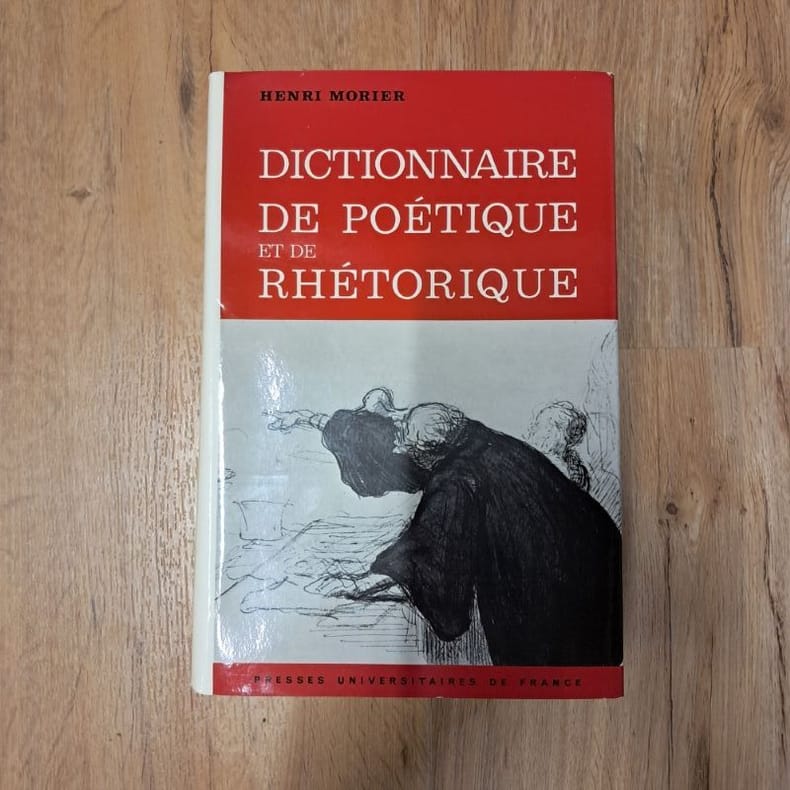 HENRI MORIER
DICTIONNAIRE
DE POÉTIQUE
ET DE
RHÉTORIQUE
PRESSES UNIVERSITAIRES DE FRANCE